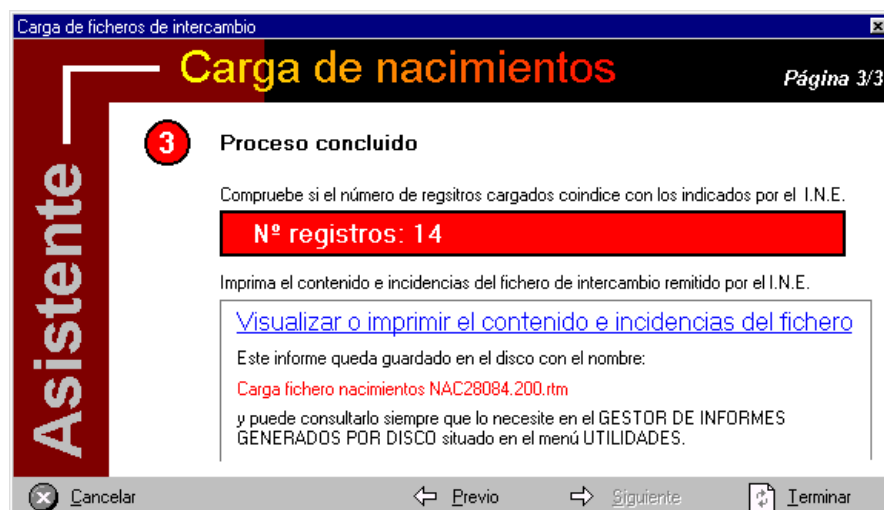 Carga de ficheros de intercambio
Carga de nacimientos
Página 3/3
Asistente
3
Proceso concluido
Compruebe si el número de regsitros cargados coindice con los indicados por el I.N.E.
Nº registros: 14
Imprima el contenido e incidencias del fichero de intercambio remitido por el I.N.E.
Visualizar o imprimir el contenido e incidencias del fichero
Este informe queda guardado en el disco con el nombre:
Carga fichero nacimientos NAC28084.200.rtm
y puede consultarlo siempre que lo necesite en el GESTOR DE INFORMES
GENERADOS POR DISCO situado en el menú UTILIDADES.
Cancelar
Previo
Siguiente
Terminar